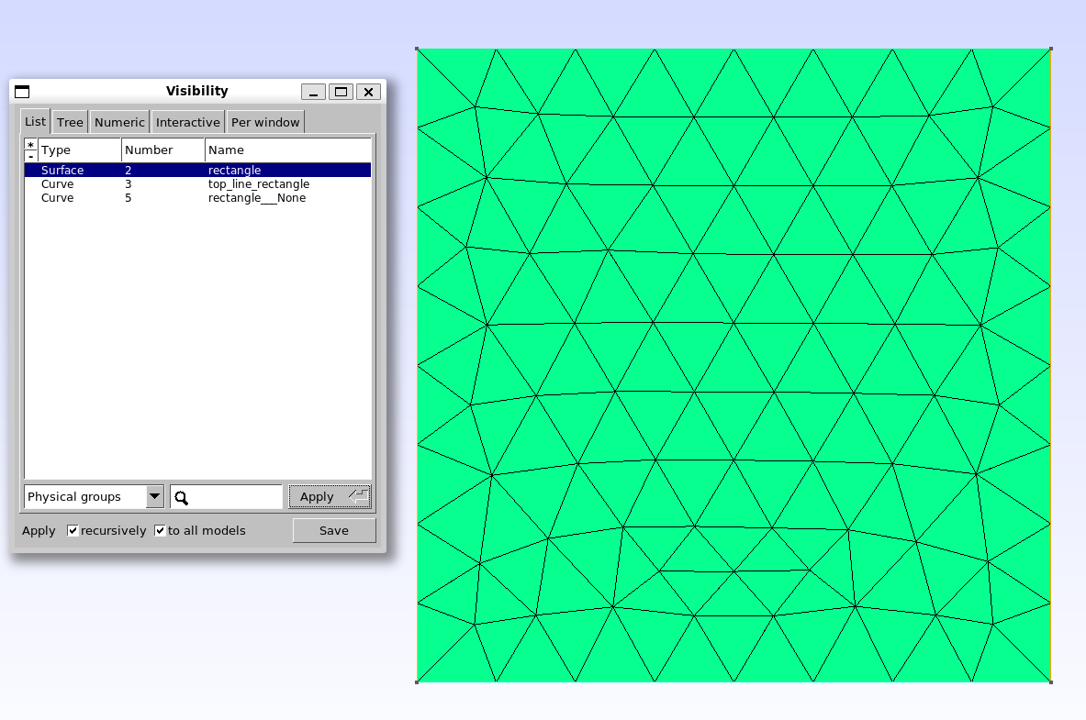 Visibility
List Tree Numeric Interactive Per window
* Type Number Name
-
Surface 2 rectangle
Curve 3 top_line_rectangle
Curve 5 rectangle___None
Physical groups Apply
Apply recursively to all models Save